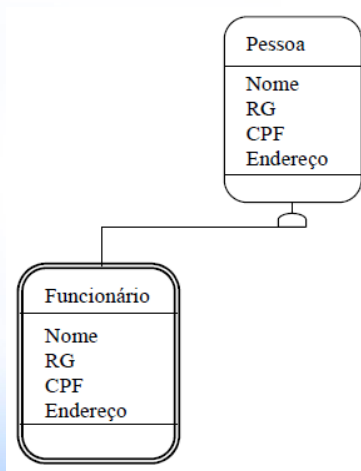 Pessoa
Nome
RG
CPF
Endereço
Funcionário
Nome
RG
CPF
Endereço